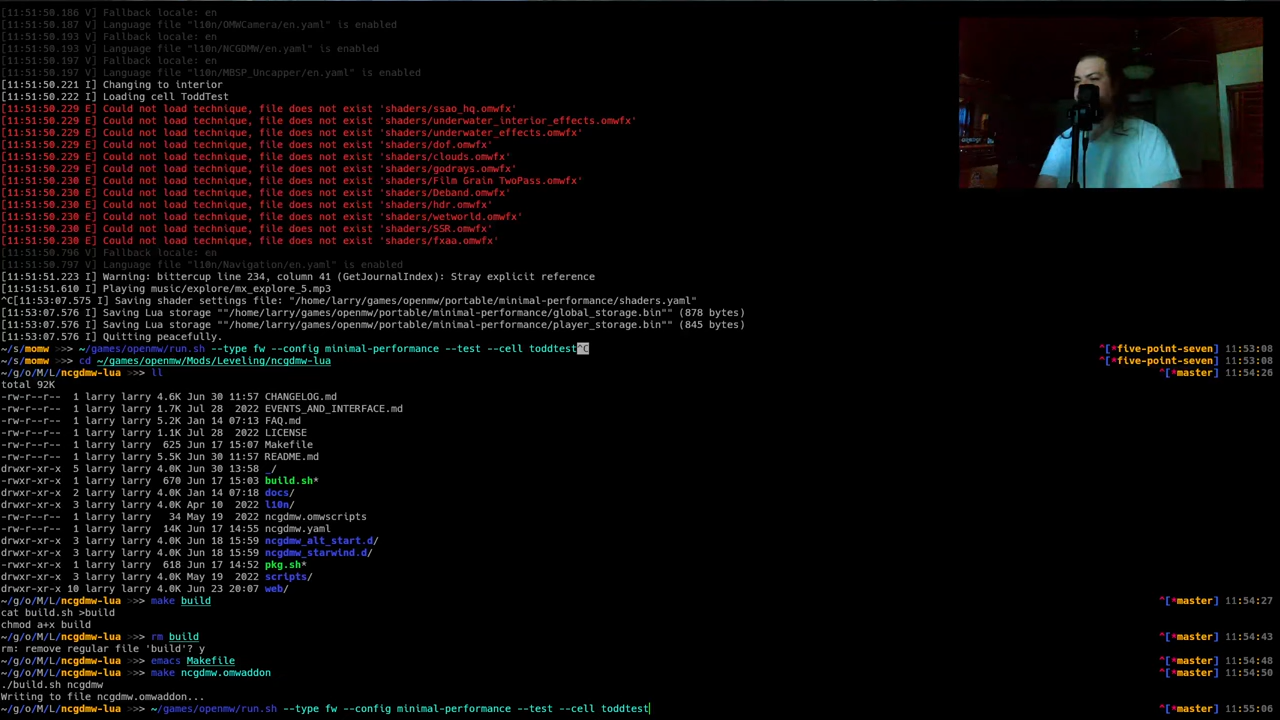 [11:51:50.186 V] Fallback locale: en
[11:51:50.187 V] Language file "l10n/OMWCamera/en.yaml" is enabled
[11:51:50.193 V] Fallback locale: en
[11:51:50.193 V] Language file "l10n/NCGDMW/en.yaml" is enabled
[11:51:50.197 V] Fallback locale: en
[11:51:50.197 V] Language file "l10n/MBSP_Uncapper/en.yaml" is enabled
[11:51:50.221 I] Changing to interior
[11:51:50.222 I] Loading cell ToddTest
[11:51:50.229 E] Could not load technique, file does not exist 'shaders/ssao_hq.omwfx'
[11:51:50.229 E] Could not load technique, file does not exist 'shaders/underwater_interior_effects.omwfx'
[11:51:50.229 E] Could not load technique, file does not exist 'shaders/underwater_effects.omwfx'
[11:51:50.229 E] Could not load technique, file does not exist 'shaders/dof.omwfx'
[11:51:50.229 E] Could not load technique, file does not exist 'shaders/clouds.omwfx'
[11:51:50.229 E] Could not load technique, file does not exist 'shaders/godrays.omwfx'
[11:51:50.230 E] Could not load technique, file does not exist 'shaders/Film Grain TwoPass.omwfx'
[11:51:50.230 E] Could not load technique, file does not exist 'shaders/Deband.omwfx'
[11:51:50.230 E] Could not load technique, file does not exist 'shaders/hdr.omwfx'
[11:51:50.230 E] Could not load technique, file does not exist 'shaders/wetworld.omwfx'
[11:51:50.230 E] Could not load technique, file does not exist 'shaders/SSR.omwfx'
[11:51:50.230 E] Could not load technique, file does not exist 'shaders/fxaa.omwfx'
[11:51:50.796 V] Fallback locale: en
[11:51:50.797 V] Language file "l10n/Navigation/en.yaml" is enabled
[11:51:51.223 I] Warning: bittercup line 234, column 41 (GetJournalIndex): Stray explicit reference
[11:51:51.610 I] Playing music/explore/mx_explore_5.mp3
^C[11:53:07.575 I] Saving shader settings file: "/home/larry/games/openmw/portable/minimal-performance/shaders.yaml"
[11:53:07.576 I] Saving Lua storage ""/home/larry/games/openmw/portable/minimal-performance/global_storage.bin"" (878 bytes)
[11:53:07.576 I] Saving Lua storage ""/home/larry/games/openmw/portable/minimal-performance/player_storage.bin"" (845 bytes)
[11:53:07.576 I] Quitting peacefully.
~/s/momw >>> ~/games/openmw/run.sh --type fw --config minimal-performance --test --cell toddtest^C ^[*five-point-seven] 11:53:08
~/s/momw >>> cd ~/games/openmw/Mods/Leveling/ncgdmw-lua ^[*five-point-seven] 11:53:08
~/g/o/M/L/ncgdmw-lua >>> ll ^[*master] 11:54:26
total 92K
-rw-r--r-- 1 larry larry 4.6K Jun 30 11:57 CHANGELOG.md
-rw-r--r-- 1 larry larry 1.7K Jul 28 2022 EVENTS_AND_INTERFACE.md
-rw-r--r-- 1 larry larry 5.2K Jan 14 07:13 FAQ.md
-rw-r--r-- 1 larry larry 1.1K Jul 28 2022 LICENSE
-rw-r--r-- 1 larry larry 625 Jun 17 15:07 Makefile
-rw-r--r-- 1 larry larry 5.5K Jun 30 11:57 README.md
drwxr-xr-x 5 larry larry 4.0K Jun 30 13:58 _/
-rwxr-xr-x 1 larry larry 670 Jun 17 15:03 build.sh*
drwxr-xr-x 2 larry larry 4.0K Jan 14 07:18 docs/
drwxr-xr-x 3 larry larry 4.0K Apr 10 2022 l10n/
-rw-r--r-- 1 larry larry 34 May 19 2022 ncgdmw.omwscripts
-rw-r--r-- 1 larry larry 14K Jun 17 14:55 ncgdmw.yaml
drwxr-xr-x 3 larry larry 4.0K Jun 18 15:59 ncgdmw_alt_start.d/
drwxr-xr-x 3 larry larry 4.0K Jun 18 15:59 ncgdmw_starwind.d/
-rwxr-xr-x 1 larry larry 618 Jun 17 14:52 pkg.sh*
drwxr-xr-x 3 larry larry 4.0K May 19 2022 scripts/
drwxr-xr-x 10 larry larry 4.0K Jun 23 20:07 web/
~/g/o/M/L/ncgdmw-lua >>> make build ^[*master] 11:54:27
cat build.sh >build
chmod a+x build
~/g/o/M/L/ncgdmw-lua >>> rm build ^[*master] 11:54:43
rm: remove regular file 'build'? y
~/g/o/M/L/ncgdmw-lua >>> emacs Makefile ^[*master] 11:54:48
~/g/o/M/L/ncgdmw-lua >>> make ncgdmw.omwaddon ^[*master] 11:54:50
./build.sh ncgdmw
Writing to file ncgdmw.omwaddon...
~/g/o/M/L/ncgdmw-lua >>> ~/games/openmw/run.sh --type fw --config minimal-performance --test --cell toddtest ^[*master] 11:55:06